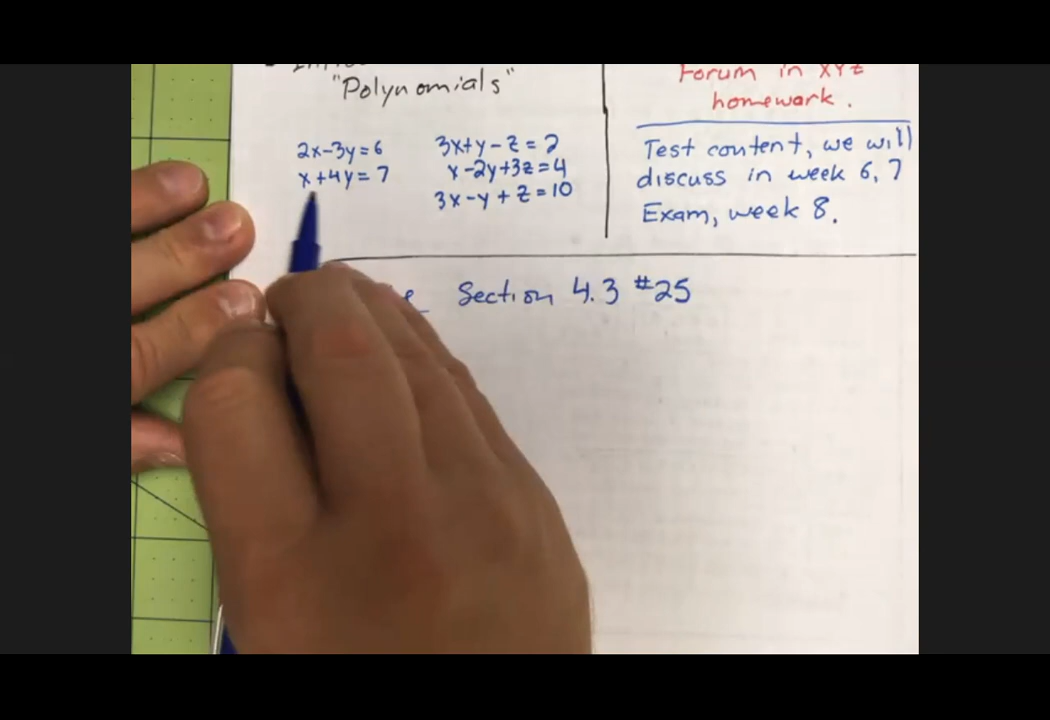 "Polynomials"
2x-3y=6
x+4y=7
3x+y-z=2
x-2y+3z=4
3x-y+z=10
Forum in XYZ
homework.
Test content, we will
discuss in week 6, 7
Exam, week 8.
Section 4.3 #25